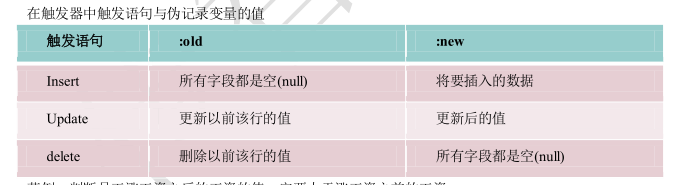 在触发器中触发语句与伪记录变量的值
触发语句 :old :new
Insert 所有字段都是空(null) 将要插入的数据
Update 更新以前该行的值 更新后的值
delete 删除以前该行的值 所有字段都是空(null)